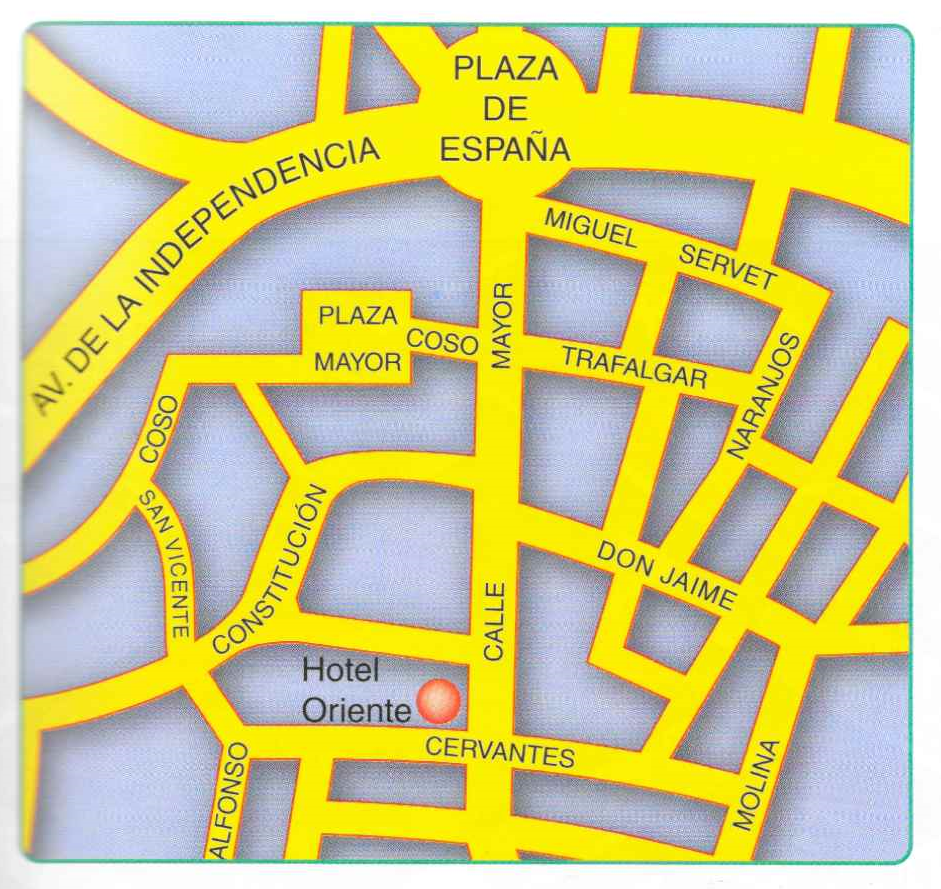 PLAZA
DE
ESPAÑA
AV. DE LA INDEPENDENCIA
MIGUEL SERVET
PLAZA
MAYOR
COSO
CALLE MAYOR
TRAFALGAR
NARANJOS
COSO
SAN VICENTE
CONSTITUCIÓN
DON JAIME
Hotel
Oriente
CERVANTES
ALFONSO
MOLINA